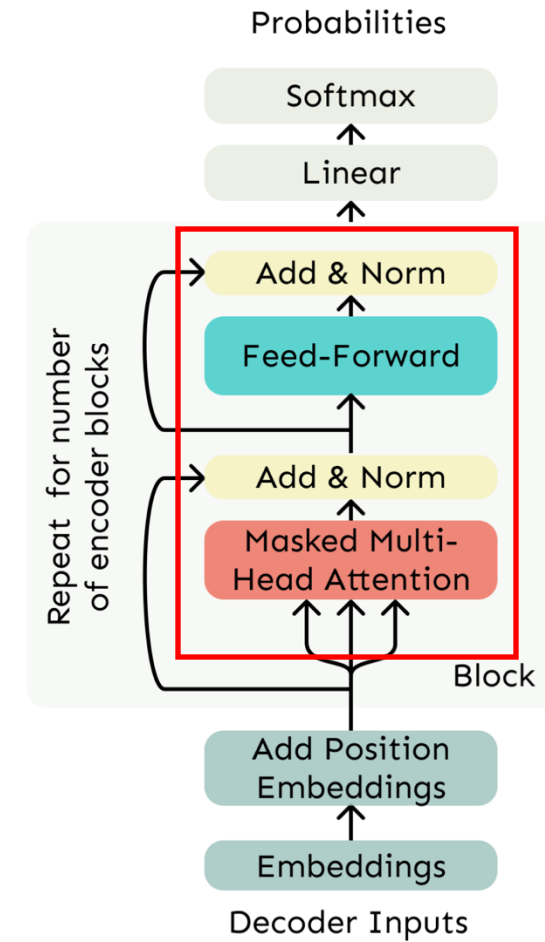 Probabilities
Softmax
Linear
Add & Norm
Feed-Forward
Repeat for number
of encoder blocks
Add & Norm
Masked Multi-
Head Attention
Block
Add Position
Embeddings
Embeddings
Decoder Inputs